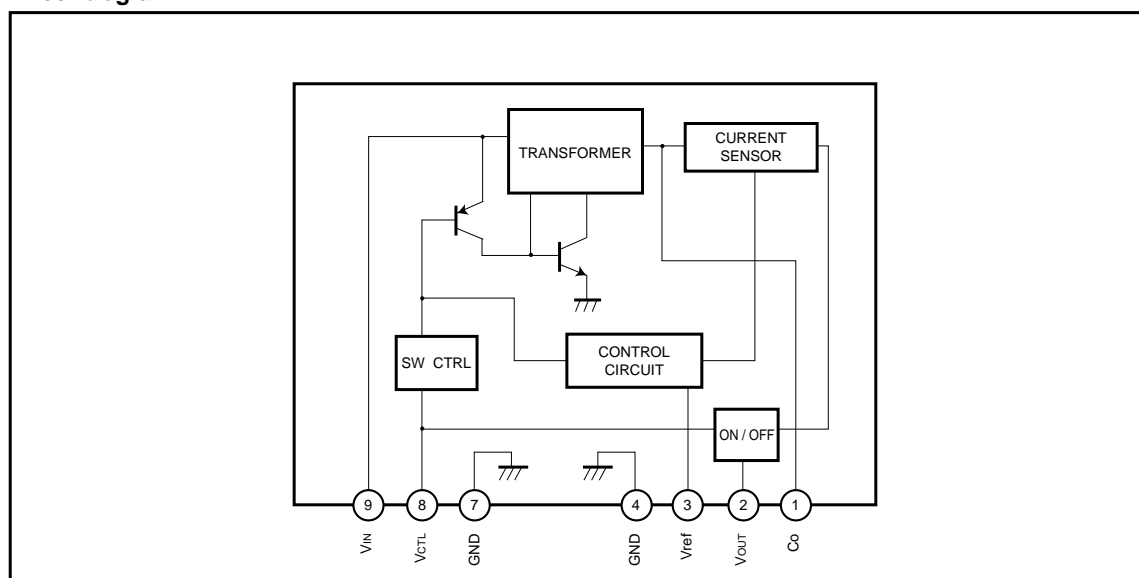 TRANSFORMER
CURRENT
SENSOR
SW CTRL
CONTROL
CIRCUIT
ON / OFF
9
8
7
4
3
2
1
VIN
VCTL
GND
GND
Vref
VOUT
Co